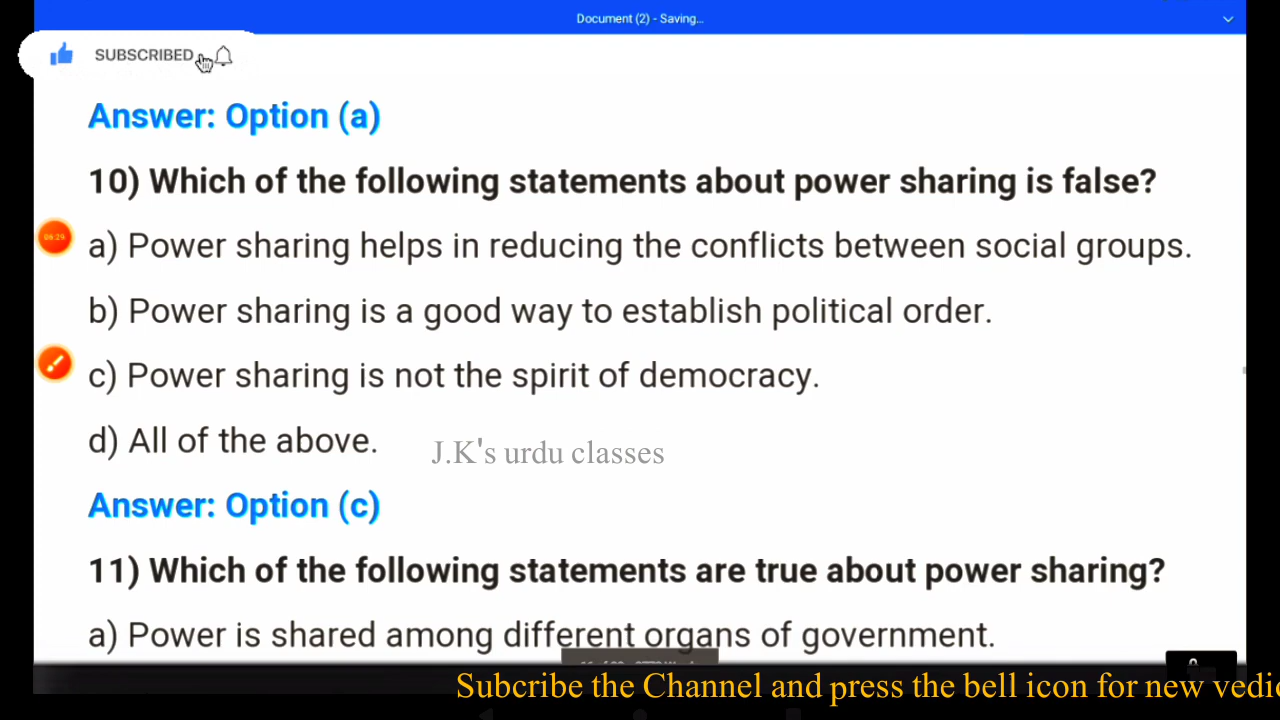 Document (2) - Saving...
SUBSCRIBED
Answer: Option (a)
10) Which of the following statements about power sharing is false?
09:29
a) Power sharing helps in reducing the conflicts between social groups.
b) Power sharing is a good way to establish political order.
c) Power sharing is not the spirit of democracy.
d) All of the above.
J.K's urdu classes
Answer: Option (c)
11) Which of the following statements are true about power sharing?
a) Power is shared among different organs of government.
Subcribe the Channel and press the bell icon for new